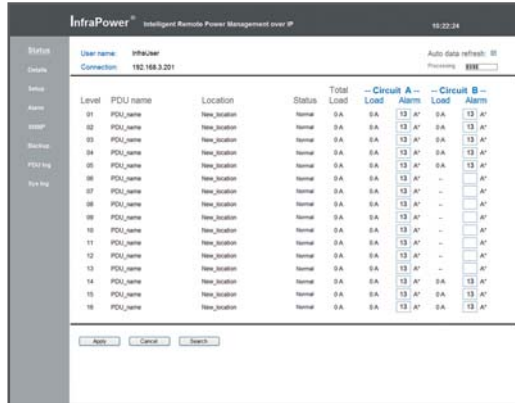 InfraPower® Intelligent Remote Power Management over IP 10:22:24
Status
Details
Setup
Alarm
SNMP
Backup
PDU log
Sys log
User name: InfraUser Auto data refresh:
Connection: 192.168.3.201 Processing
Total -- Circuit A -- -- Circuit B --
Level PDU name Location Status Load Load Alarm Load Alarm
01 PDU_name New_location Normal 0 A 0 A 13 A* 0 A 13 A*
02 PDU_name New_location Normal 0 A 0 A 13 A* 0 A 13 A*
03 PDU_name New_location Normal 0 A 0 A 13 A* 0 A 13 A*
04 PDU_name New_location Normal 0 A 0 A 13 A* 0 A 13 A*
05 PDU_name New_location Normal 0 A 0 A 13 A* 0 A 13 A*
06 PDU_name New_location Normal 0 A 0 A 13 A* -- A*
07 PDU_name New_location Normal 0 A 0 A 13 A* -- A*
08 PDU_name New_location Normal 0 A 0 A 13 A* -- A*
09 PDU_name New_location Normal 0 A 0 A 13 A* -- A*
10 PDU_name New_location Normal 0 A 0 A 13 A* -- A*
11 PDU_name New_location Normal 0 A 0 A 13 A* -- A*
12 PDU_name New_location Normal 0 A 0 A 13 A* -- A*
13 PDU_name New_location Normal 0 A 0 A 13 A* -- A*
14 PDU_name New_location Normal 0 A 0 A 13 A* 0 A 13 A*
15 PDU_name New_location Normal 0 A 0 A 13 A* 0 A 13 A*
16 PDU_name New_location Normal 0 A 0 A 13 A* 0 A 13 A*
Apply Cancel Search